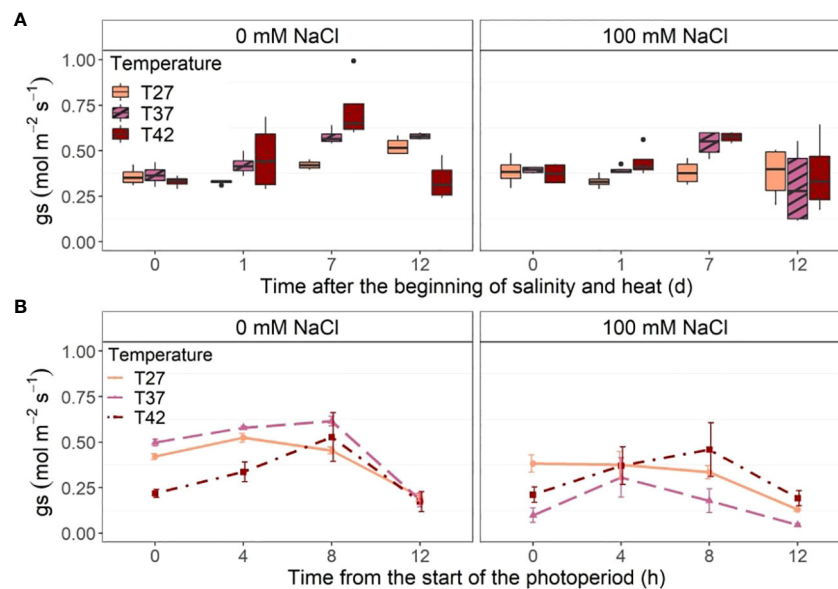 A
0 mM NaCl
100 mM NaCl
gs (mol m⁻² s⁻¹)
1.00
0.75
0.50
0.25
0.00
Temperature
T27
T37
T42
0 1 7 12
0 1 7 12
Time after the beginning of salinity and heat (d)
B
0 mM NaCl
100 mM NaCl
gs (mol m⁻² s⁻¹)
1.00
0.75
0.50
0.25
0.00
Temperature
T27
T37
T42
0 4 8 12
0 4 8 12
Time from the start of the photoperiod (h)